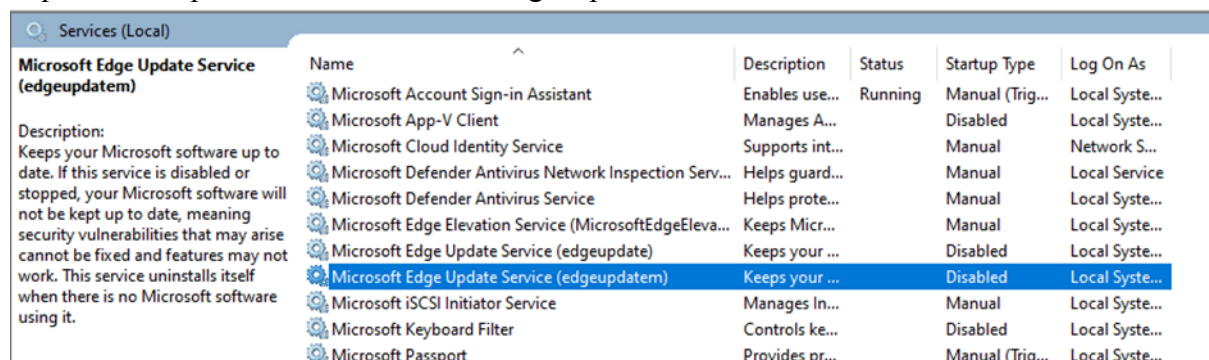 Services (Local)
Microsoft Edge Update Service
(edgeupdatem)
Description:
Keeps your Microsoft software up to
date. If this service is disabled or
stopped, your Microsoft software will
not be kept up to date, meaning
security vulnerabilities that may arise
cannot be fixed and features may not
work. This service uninstalls itself
when there is no Microsoft software
using it.
Name Description Status Startup Type Log On As
Microsoft Account Sign-in Assistant Enables use... Running Manual (Trig... Local Syste...
Microsoft App-V Client Manages A... Disabled Local Syste...
Microsoft Cloud Identity Service Supports int... Manual Network S...
Microsoft Defender Antivirus Network Inspection Serv... Helps guard... Manual Local Service
Microsoft Defender Antivirus Service Helps prote... Manual Local Syste...
Microsoft Edge Elevation Service (MicrosoftEdgeEleva... Keeps Micr... Manual Local Syste...
Microsoft Edge Update Service (edgeupdate) Keeps your ... Disabled Local Syste...
Microsoft Edge Update Service (edgeupdatem) Keeps your ... Disabled Local Syste...
Microsoft iSCSI Initiator Service Manages In... Manual Local Syste...
Microsoft Keyboard Filter Controls ke... Disabled Local Syste...
Microsoft Passport Provides pr... Manual (Trig... Local Syste...